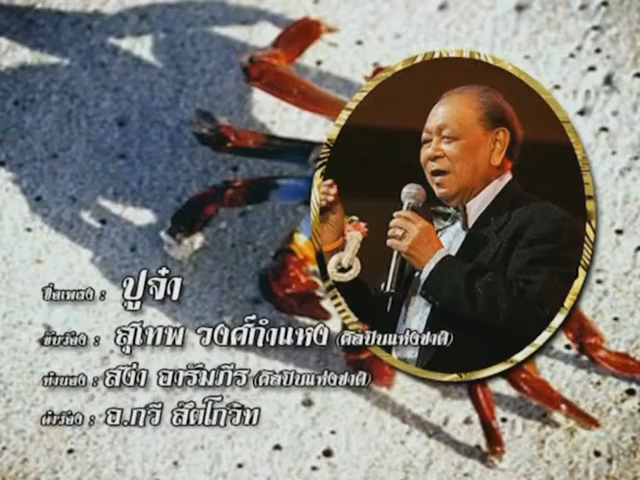 ชื่อเพลง : ปูจ๋า
ขับร้อง : สุเทพ วงศ์กำแหง (ศิลปินแห่งชาติ)
ทำนอง : สง่า อารัมภีร (ศิลปินแห่งชาติ)
คำร้อง : อ.กวี สัตโกวิท